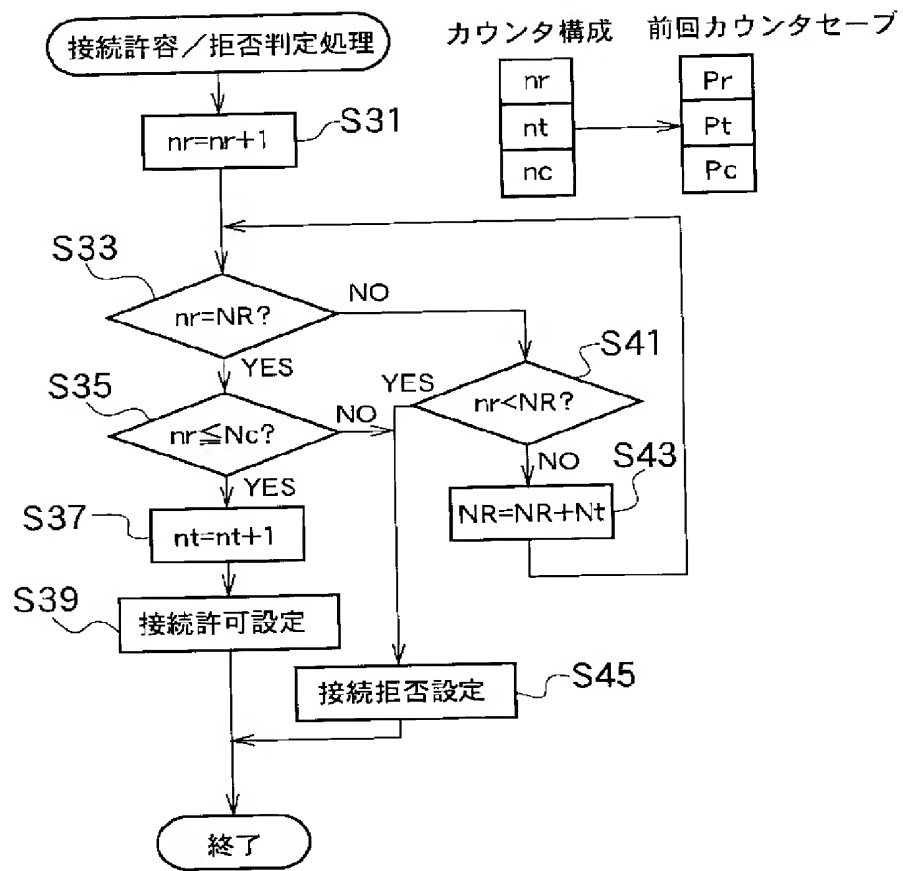 接続許容／拒否判定処理
カウンタ構成
前回カウンタセーブ
nr
nt
nc
Pr
Pt
Pc
nr=nr+1
S31
S33
nr=NR?
NO
YES
S41
nr<NR?
YES
NO
S35
nr≦Nc?
NO
YES
S43
NR=NR+Nt
S37
nt=nt+1
S39
接続許可設定
接続拒否設定
S45
終了